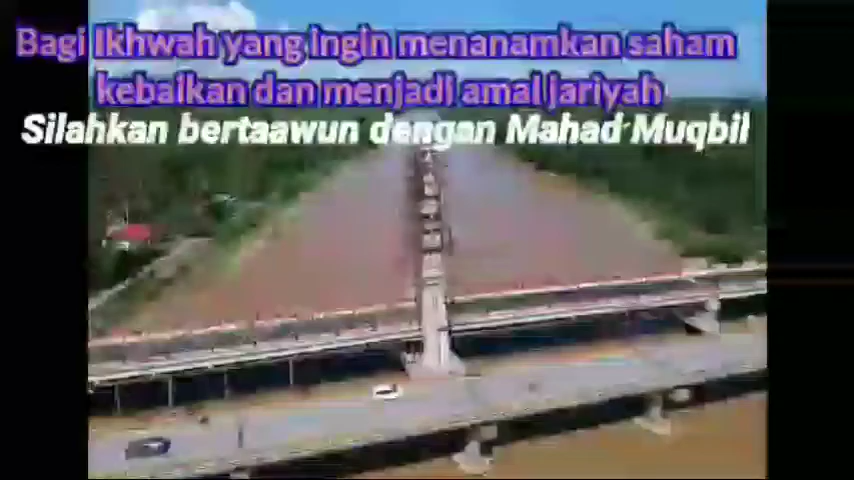 Bagi Ikhwah yang ingin menanamkan saham
kebaikan dan menjadi amal jariyah
Silahkan bertaawun dengan Mahad Muqbil